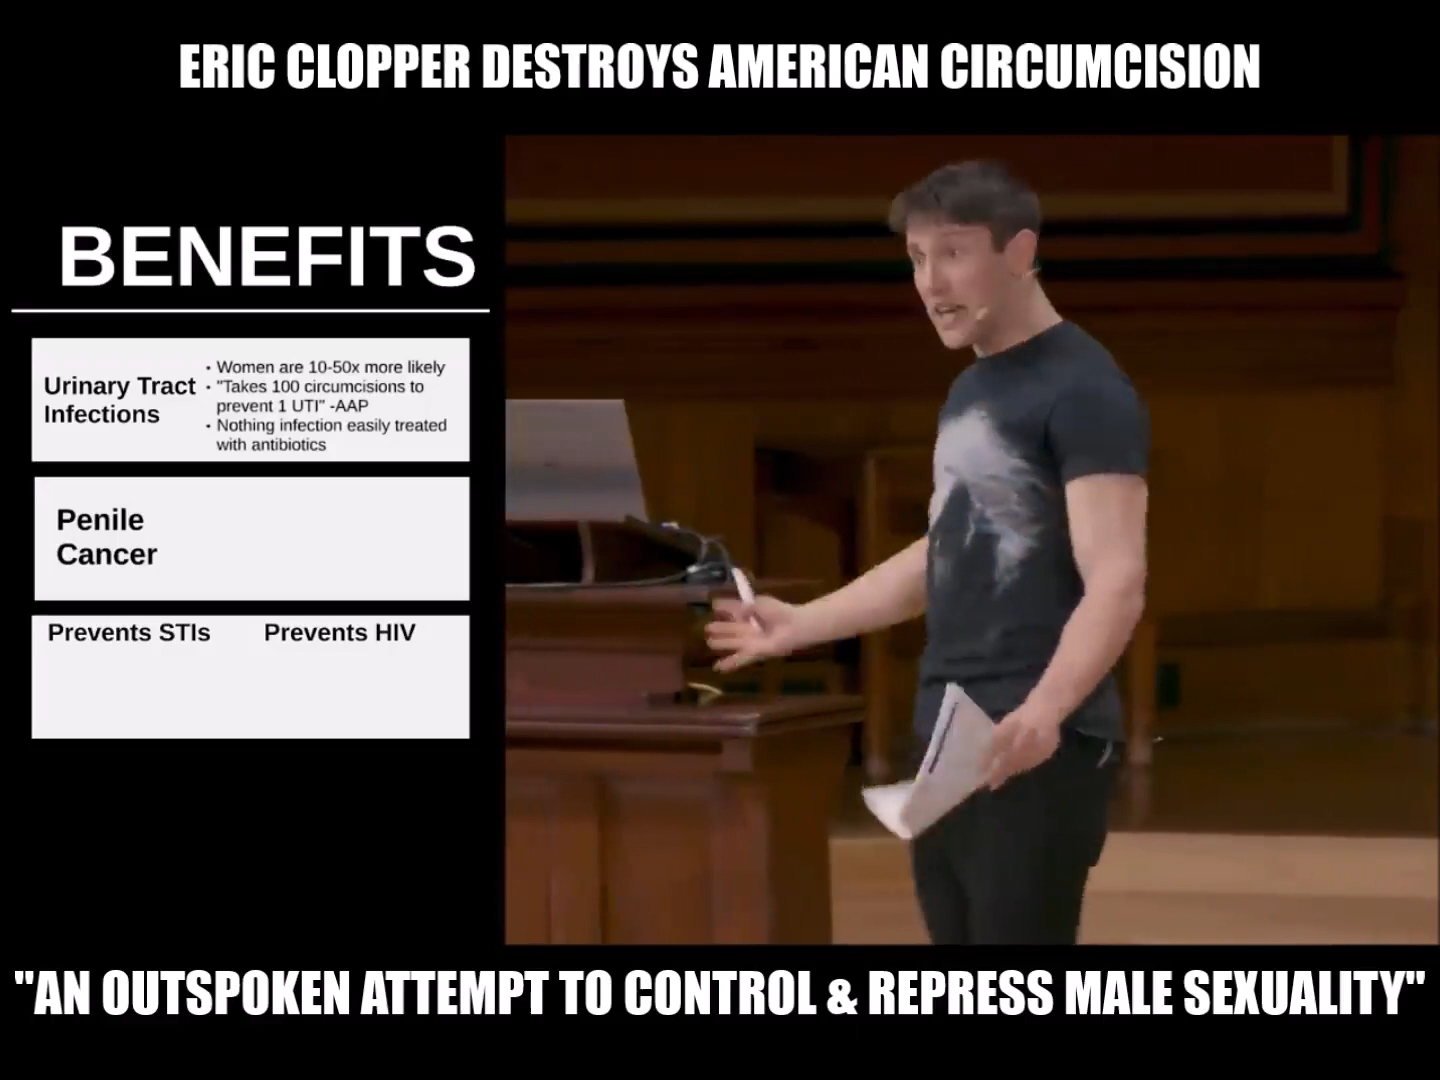 ERIC CLOPPER DESTROYS AMERICAN CIRCUMCISION
BENEFITS
Urinary Tract
Infections
• Women are 10-50x more likely
• "Takes 100 circumcisions to
prevent 1 UTI" -AAP
• Nothing infection easily treated
with antibiotics
Penile
Cancer
Prevents STIs
Prevents HIV
"AN OUTSPOKEN ATTEMPT TO CONTROL & REPRESS MALE SEXUALITY"